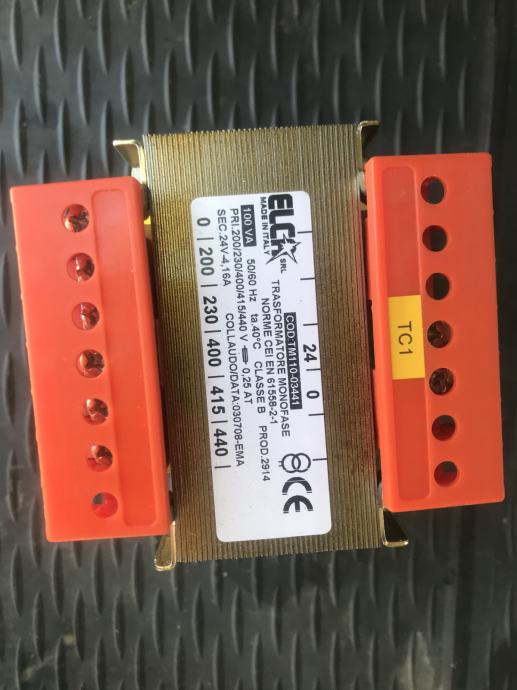 24 | 0
ELCA SRL
MADE IN ITALY
COD:TM110-03441
TRASFORMATORE MONOFASE
NORME CEI EN 61558-2-1
100 VA 50/60 Hz ta.40°C CLASSE B PROD.2914
PRI.200/230/400/415/440 V 0,25 AT
SEC.24V-4,16A COLLAUDO/DATA:030708-EMA
0 | 200 | 230 | 400 | 415 | 440 |
CE
TC1